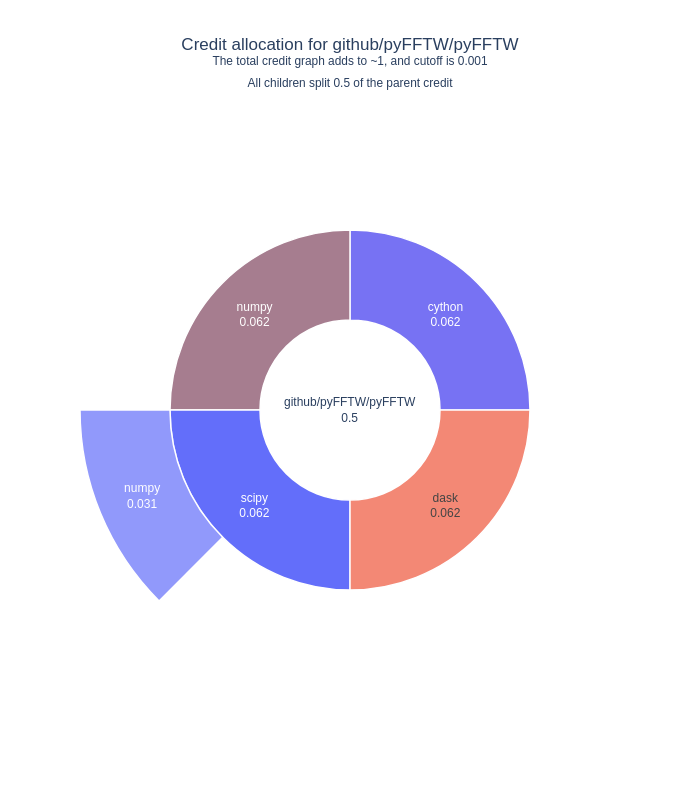 Credit allocation for github/pyFFTW/pyFFTW
The total credit graph adds to ~1, and cutoff is 0.001
All children split 0.5 of the parent credit
numpy
0.062
cython
0.062
github/pyFFTW/pyFFTW
0.5
numpy
0.031
scipy
0.062
dask
0.062